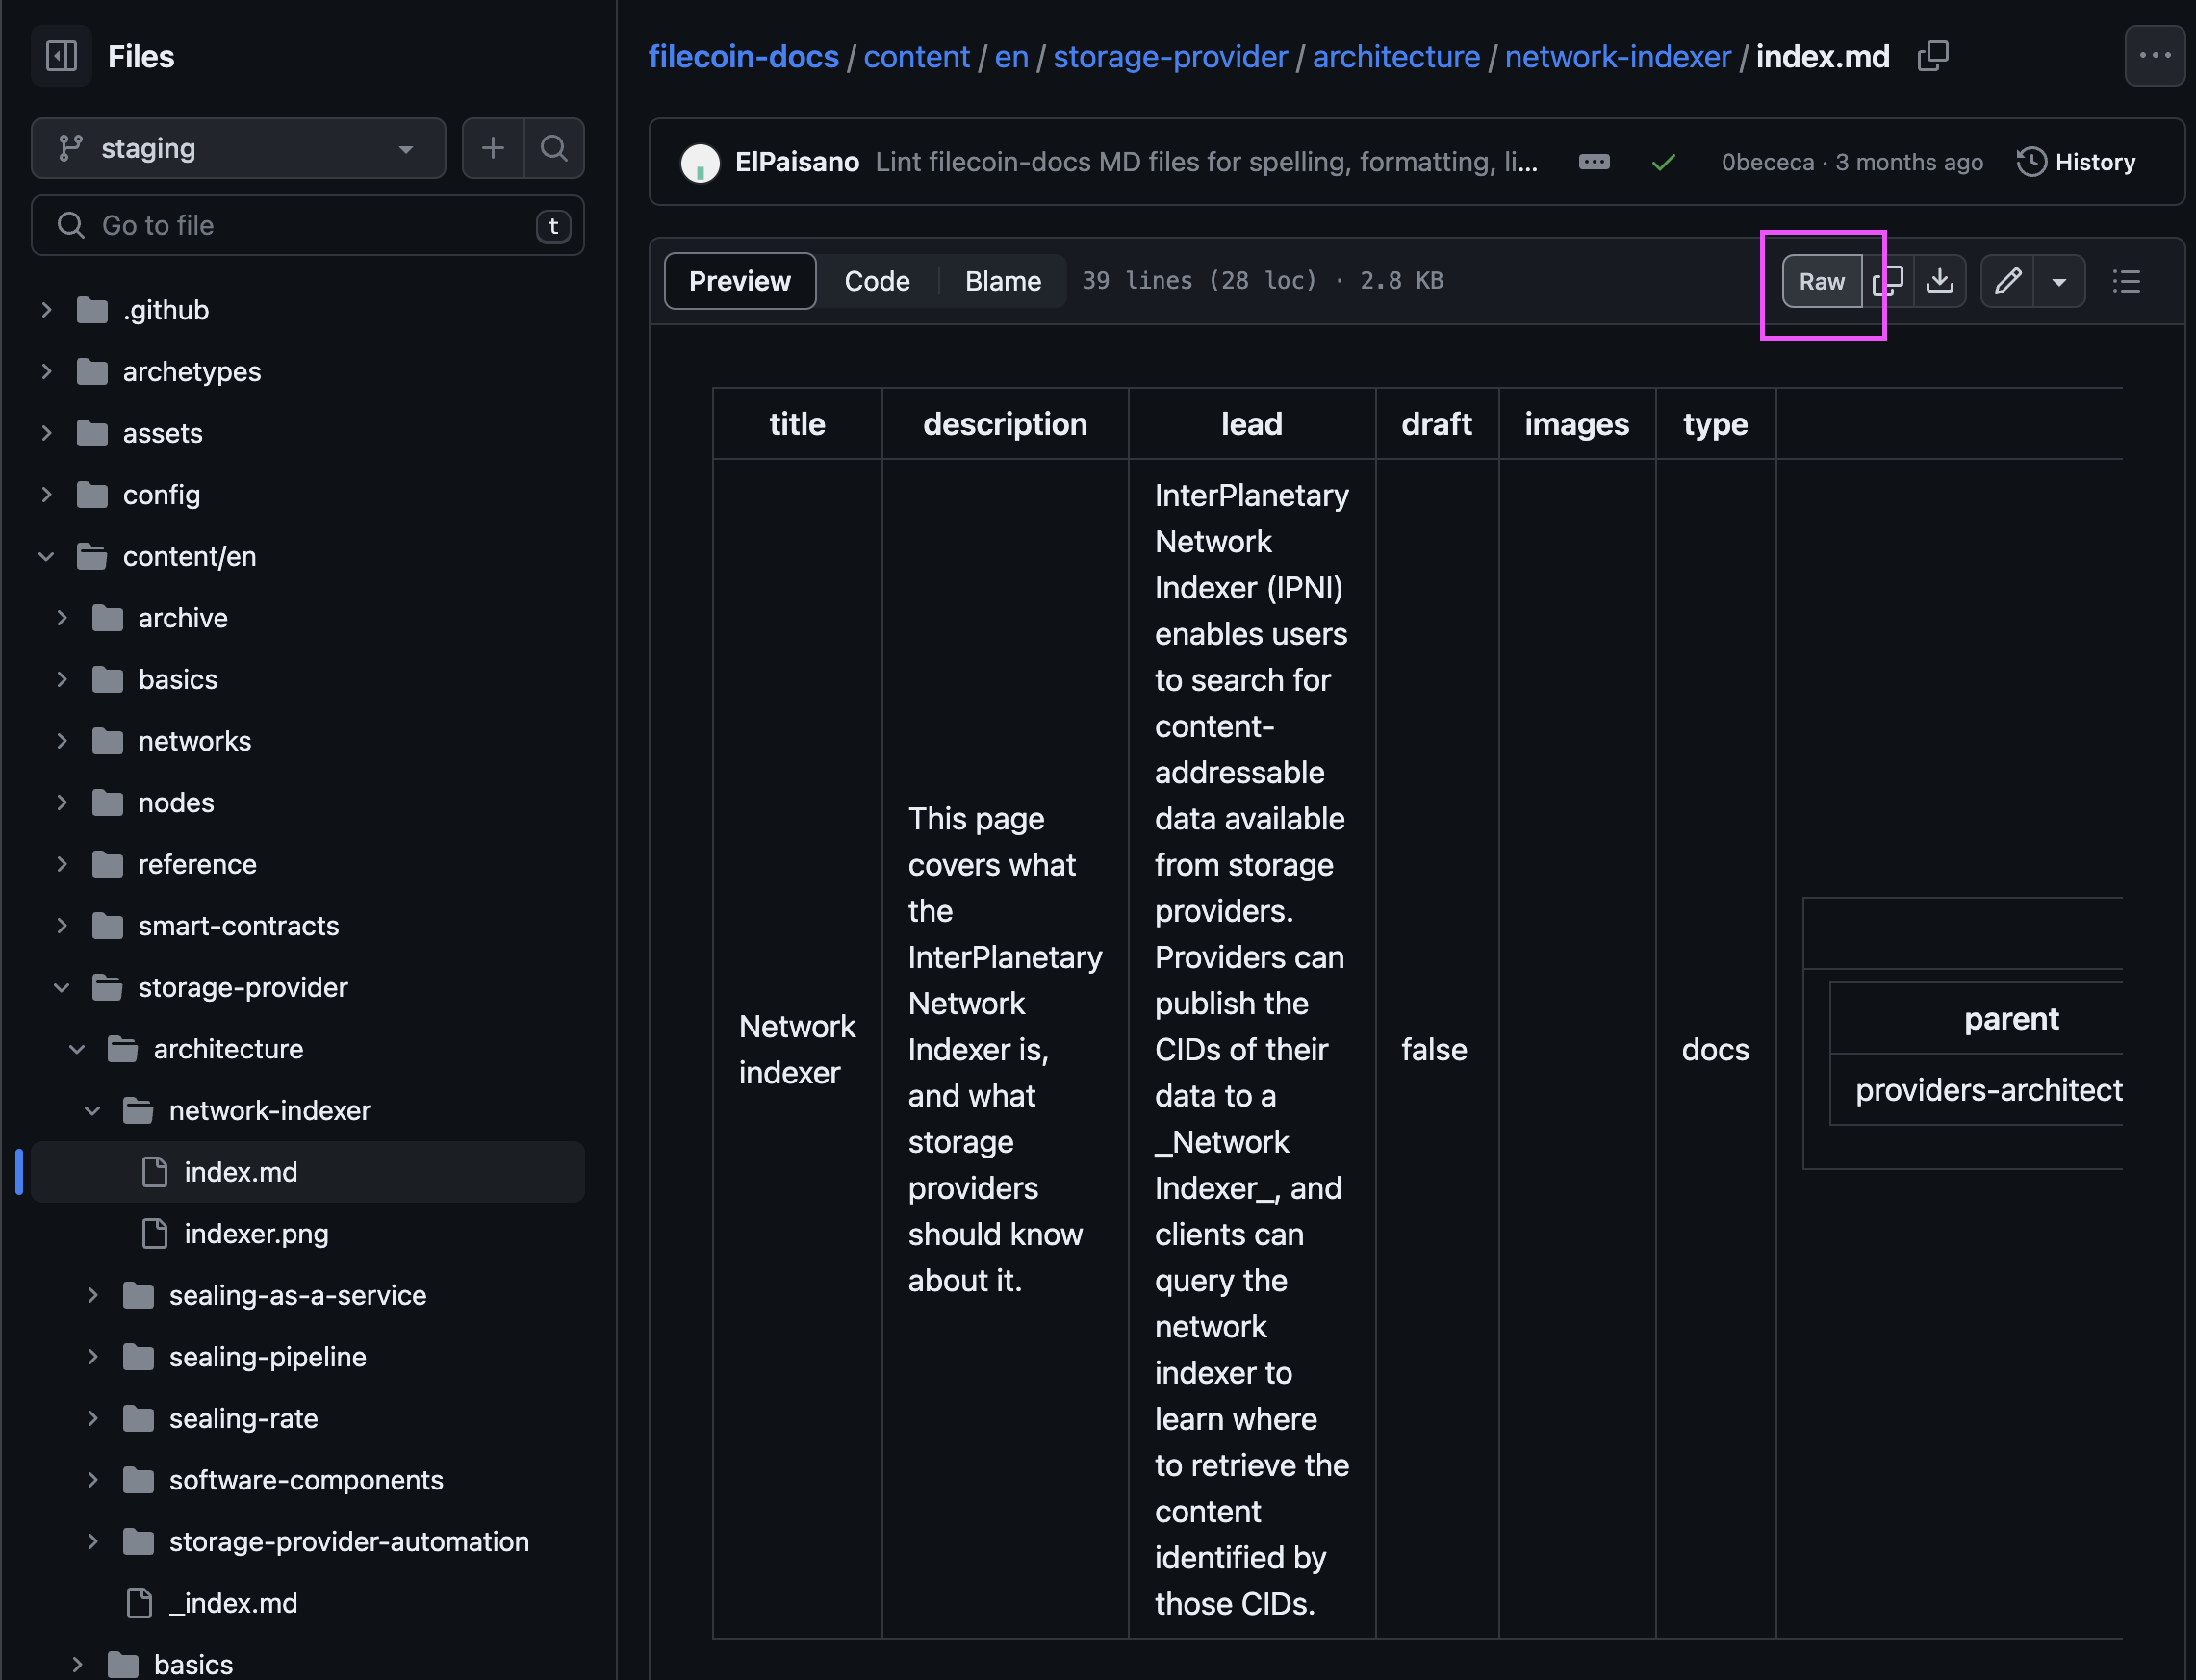 Files
staging
Go to file
t
.github
archetypes
assets
config
content/en
archive
basics
networks
nodes
reference
smart-contracts
storage-provider
architecture
network-indexer
index.md
indexer.png
sealing-as-a-service
sealing-pipeline
sealing-rate
software-components
storage-provider-automation
_index.md
basics
filecoin-docs / content / en / storage-provider / architecture / network-indexer / index.md
ElPaisano Lint filecoin-docs MD files for spelling, formatting, li... 0bececa · 3 months ago History
Preview Code Blame 39 lines (28 loc) · 2.8 KB Raw
title description lead draft images type
Network
indexer
This page
covers what
the
InterPlanetary
Network
Indexer is,
and what
storage
providers
should know
about it.
InterPlanetary
Network
Indexer (IPNI)
enables users
to search for
content-
addressable
data available
from storage
providers.
Providers can
publish the
CIDs of their
data to a
_Network
Indexer_, and
clients can
query the
network
indexer to
learn where
to retrieve the
content
identified by
those CIDs.
false
docs
parent
providers-architect